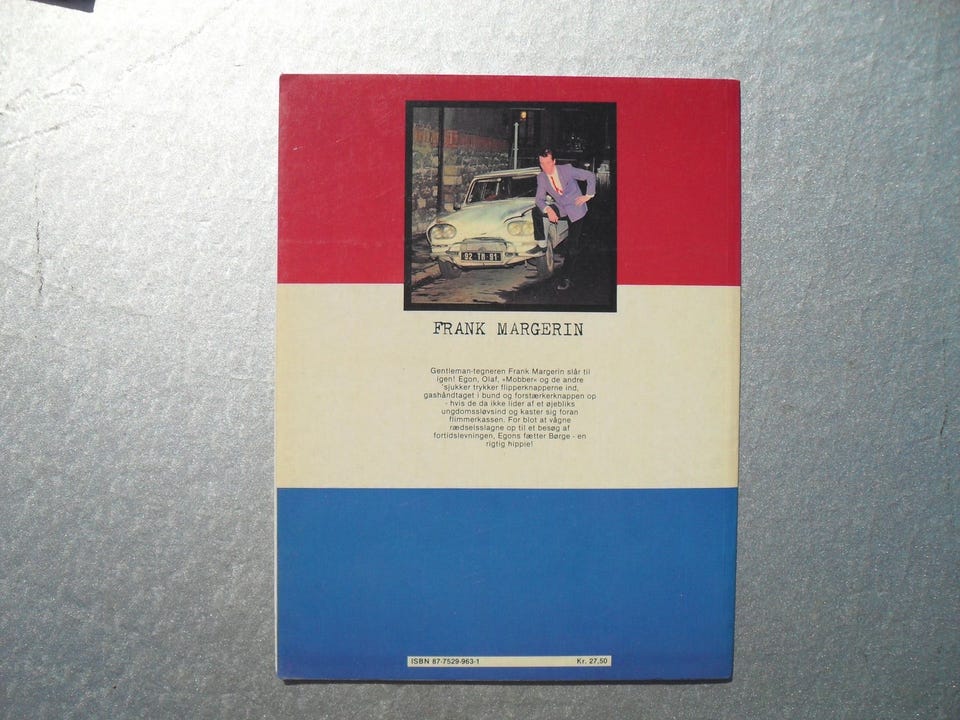 92 TR 91
FRANK MARGERIN
Gentleman-tegneren Frank Margerin slår til
igen! Egon, Olaf, »Mobber« og de andre
'sjukker trykker flipperknapperne ind,
gashåndtaget i bund og forstærkerknappen op
- hvis de da ikke lider af et øjebliks
ungdomssløvsind og kaster sig foran
flimmerkassen. For blot at vågne
rædselsslagne op til et besøg af
fortidslevningen, Egons fætter Børge - en
rigtig hippie!
ISBN 87-7529-963-1 Kr. 27,50